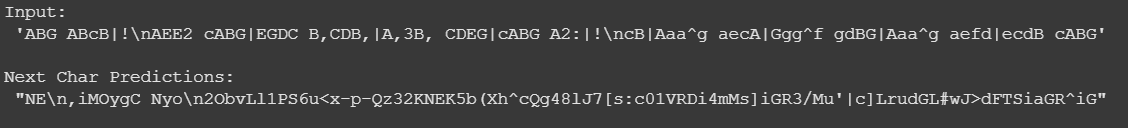 Input:
'ABG ABcB|!\nAEE2 cABG|EGDC B,CDB,|A,3B, CDEG|cABG A2:|!\ncB|Aaa^g aecA|Ggg^f gdBG|Aaa^g aefd|ecdB cABG'
Next Char Predictions:
"NE\n,iMOygC Nyo\n2ObvLl1PS6u<x-p-Qz32KNEK5b(Xh^cQg48lJ7[s:c01VRDi4mMs]iGR3/Mu'|c]LrudGL#wJ>dFTSiaGR^iG"